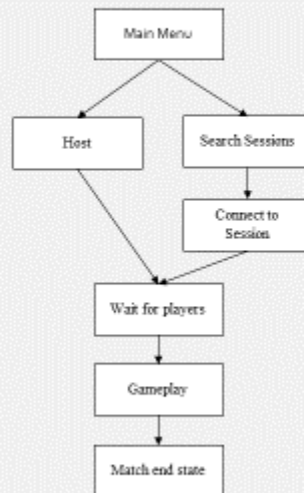 Main Menu
Host
Search Sessions
Connect to
Session
Wait for players
Gameplay
Match end state